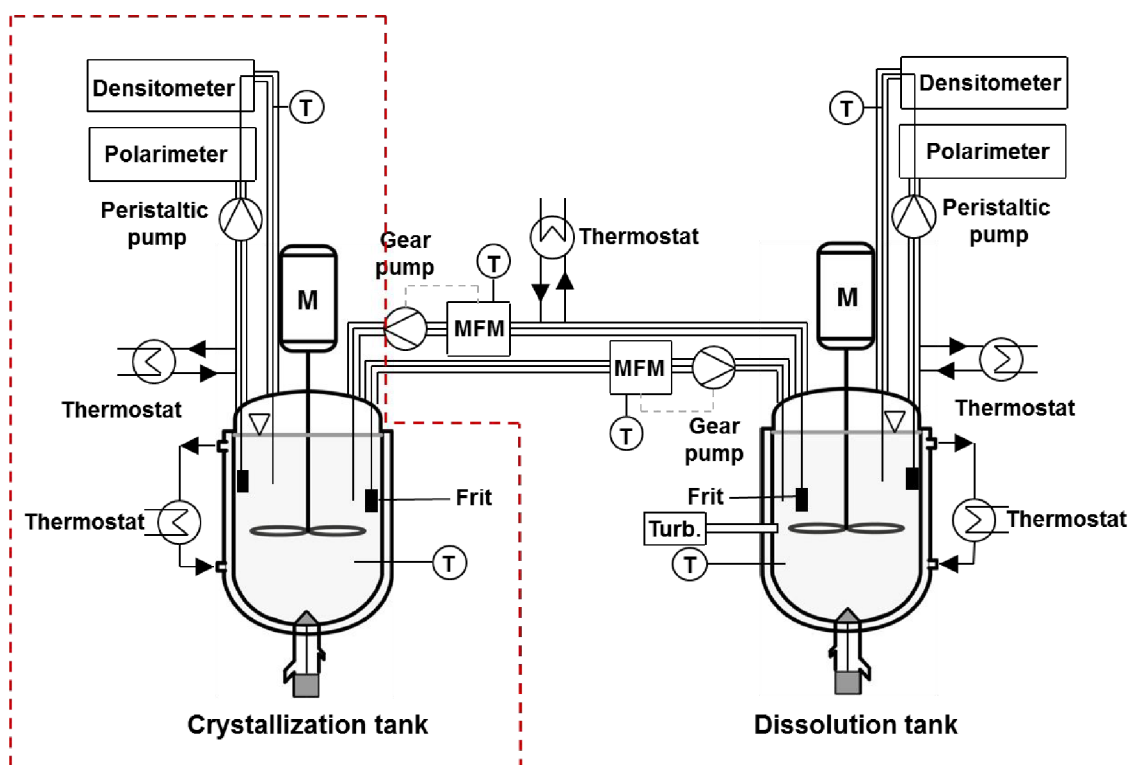 Densitometer
T
Polarimeter
Peristaltic
pump
M
Thermostat
Thermostat
Gear
pump
T
MFM
Thermostat
MFM
T
Gear
pump
Frit
T
Crystallization tank
Densitometer
T
Polarimeter
Peristaltic
pump
M
Thermostat
Thermostat
Frit
Turb.
T
Dissolution tank